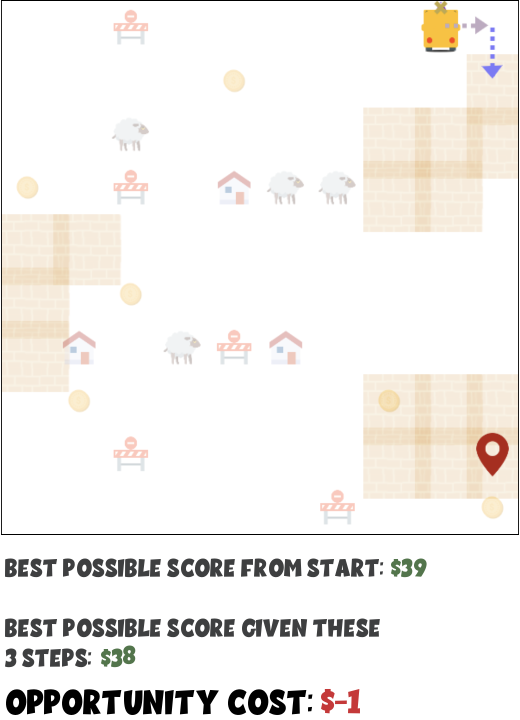 BEST POSSIBLE SCORE FROM START: $39
BEST POSSIBLE SCORE GIVEN THESE
3 STEPS: $38
OPPORTUNITY COST: $-1